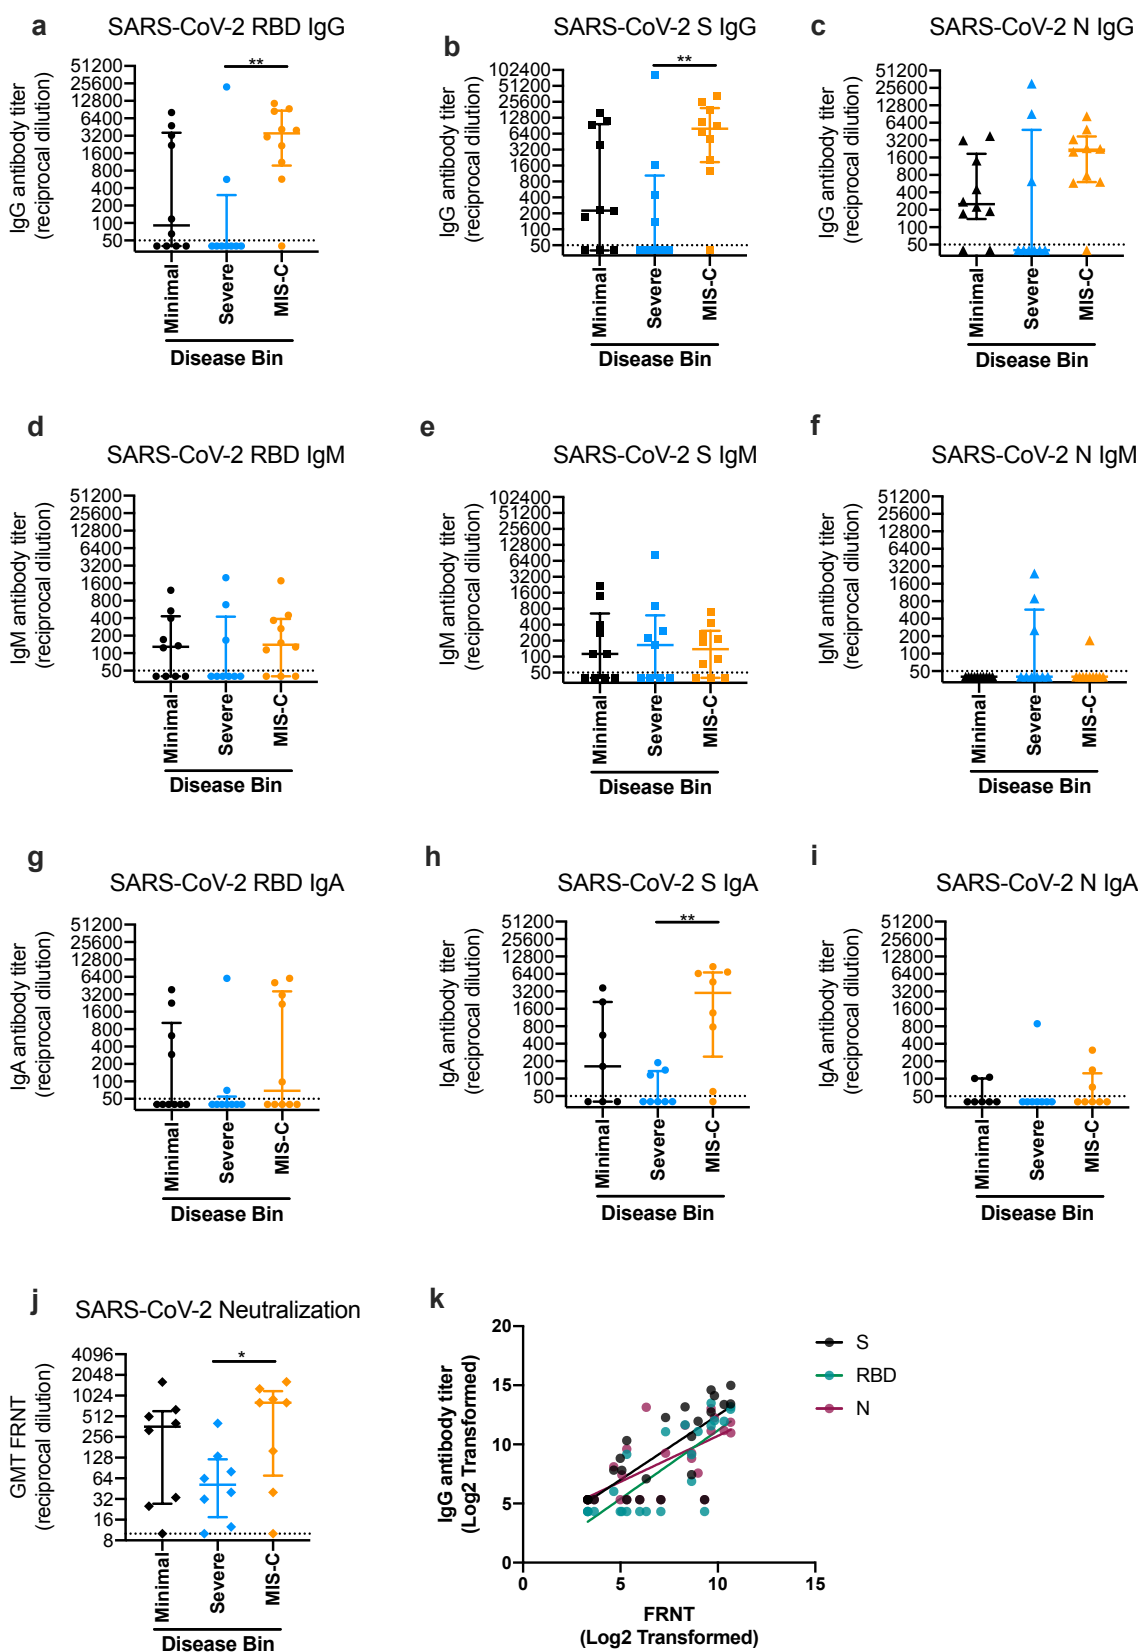 a
SARS-CoV-2 RBD IgG
IgG antibody titer
(reciprocal dilution)
51200
25600
12800
6400
3200
1600
800
400
200
100
50
**
Minimal
Severe
MIS-C
Disease Bin
b
SARS-CoV-2 S IgG
IgG antibody titer
(reciprocal dilution)
102400
51200
25600
12800
6400
3200
1600
800
400
200
100
50
**
Minimal
Severe
MIS-C
Disease Bin
c
SARS-CoV-2 N IgG
IgG antibody titer
(reciprocal dilution)
51200
25600
12800
6400
3200
1600
800
400
200
100
50
Minimal
Severe
MIS-C
Disease Bin
d
SARS-CoV-2 RBD IgM
IgM antibody titer
(reciprocal dilution)
51200
25600
12800
6400
3200
1600
800
400
200
100
50
Minimal
Severe
MIS-C
Disease Bin
e
SARS-CoV-2 S IgM
IgM antibody titer
(reciprocal dilution)
102400
51200
25600
12800
6400
3200
1600
800
400
200
100
50
Minimal
Severe
MIS-C
Disease Bin
f
SARS-CoV-2 N IgM
IgM antibody titer
(reciprocal dilution)
51200
25600
12800
6400
3200
1600
800
400
200
100
50
Minimal
Severe
MIS-C
Disease Bin
g
SARS-CoV-2 RBD IgA
IgA antibody titer
(reciprocal dilution)
51200
25600
12800
6400
3200
1600
800
400
200
100
50
Minimal
Severe
MIS-C
Disease Bin
h
SARS-CoV-2 S IgA
IgA antibody titer
(reciprocal dilution)
51200
25600
12800
6400
3200
1600
800
400
200
100
50
**
Minimal
Severe
MIS-C
Disease Bin
i
SARS-CoV-2 N IgA
IgA antibody titer
(reciprocal dilution)
51200
25600
12800
6400
3200
1600
800
400
200
100
50
Minimal
Severe
MIS-C
Disease Bin
j
SARS-CoV-2 Neutralization
GMT FRNT
(reciprocal dilution)
4096
2048
1024
512
256
128
64
32
16
8
*
Minimal
Severe
MIS-C
Disease Bin
k
IgG antibody titer
(Log2 Transformed)
20
15
10
5
0
0
5
10
15
FRNT
(Log2 Transformed)
S
RBD
N